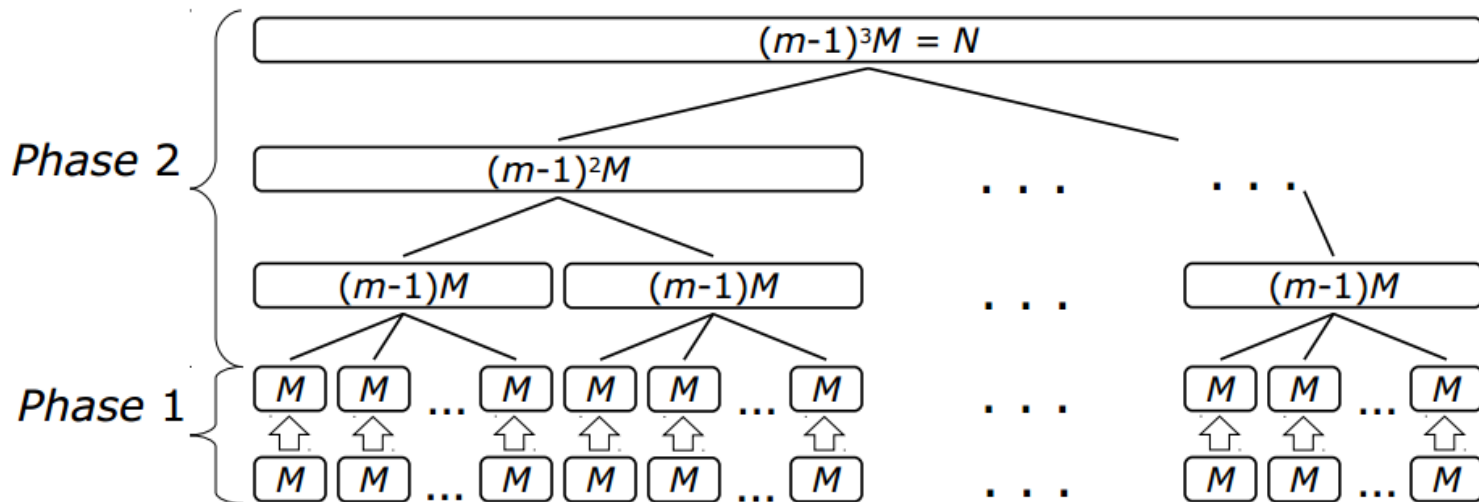 (m-1)³M = N
Phase 2
(m-1)²M
. . .
. . .
(m-1)M
(m-1)M
. . .
(m-1)M
Phase 1
M M ... M M M ... M . . . M M ... M
M M ... M M M ... M . . . M M ... M